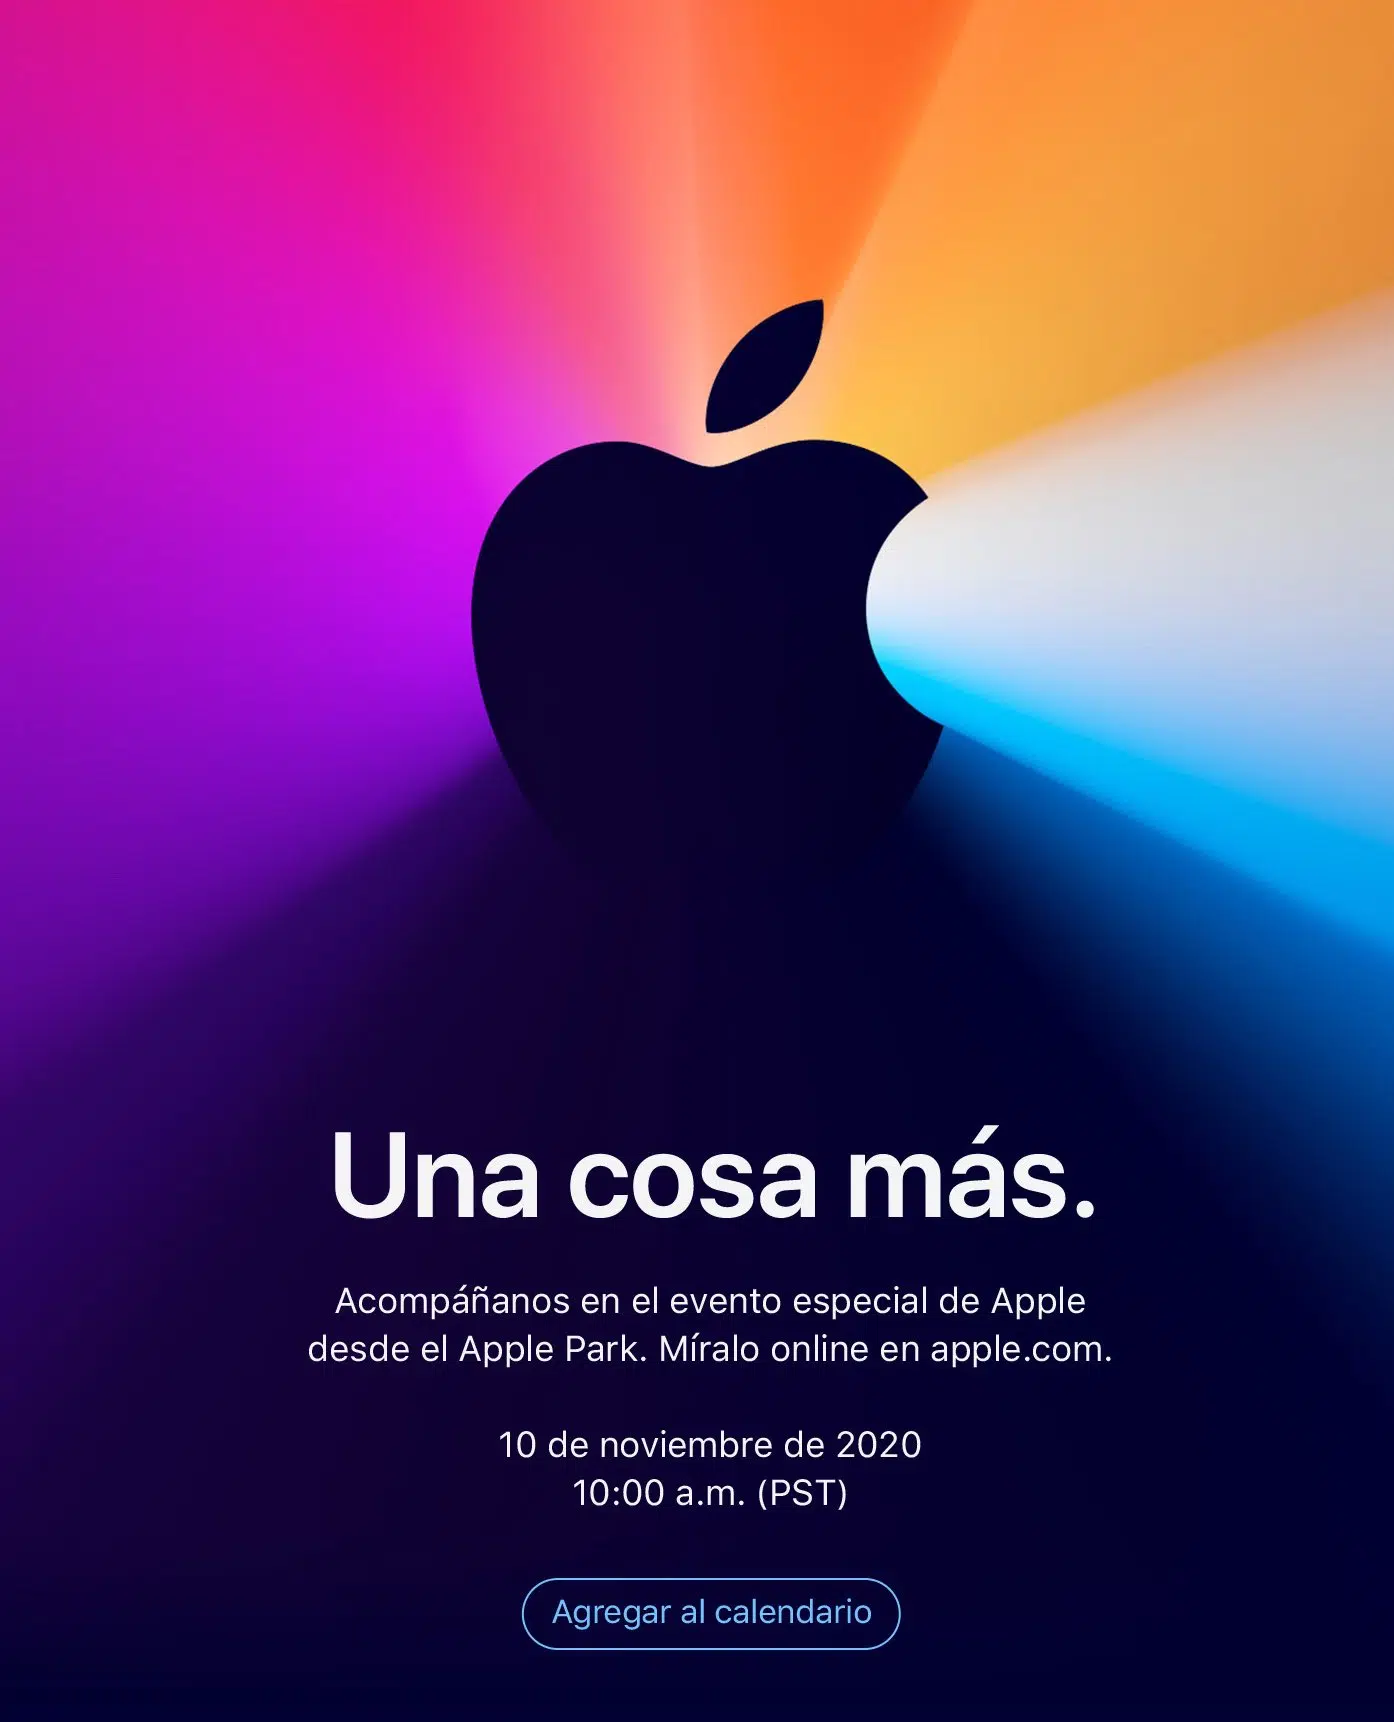 Una cosa más.
Acompáñanos en el evento especial de Apple
desde el Apple Park. Míralo online en apple.com.
10 de noviembre de 2020
10:00 a.m. (PST)
Agregar al calendario